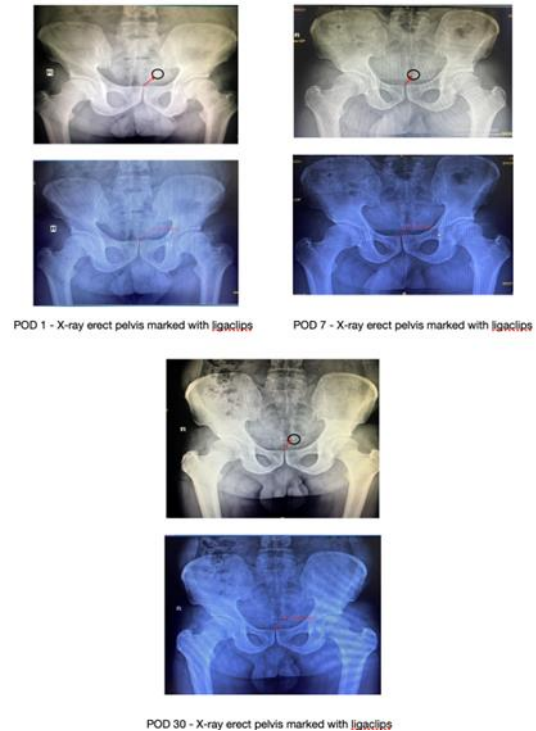 POD 1 - X-ray erect pelvis marked with ligaclips
POD 7 - X-ray erect pelvis marked with ligaclips
POD 30 - X-ray erect pelvis marked with ligaclips